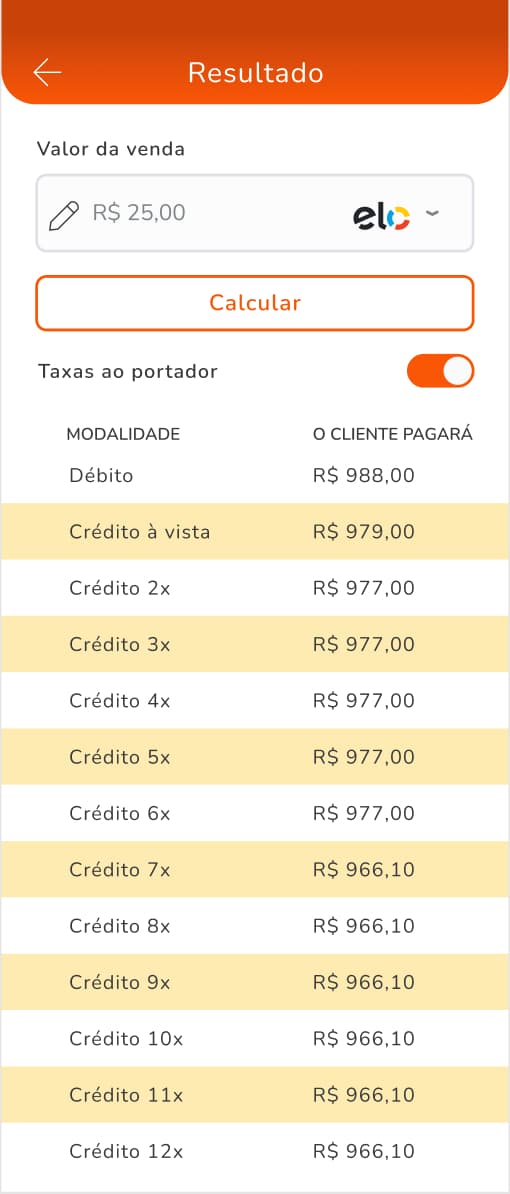 Resultado
Valor da venda
R$ 25,00 elo
Calcular
Taxas ao portador
MODALIDADE O CLIENTE PAGARÁ
Débito R$ 988,00
Crédito à vista R$ 979,00
Crédito 2x R$ 977,00
Crédito 3x R$ 977,00
Crédito 4x R$ 977,00
Crédito 5x R$ 977,00
Crédito 6x R$ 977,00
Crédito 7x R$ 966,10
Crédito 8x R$ 966,10
Crédito 9x R$ 966,10
Crédito 10x R$ 966,10
Crédito 11x R$ 966,10
Crédito 12x R$ 966,10